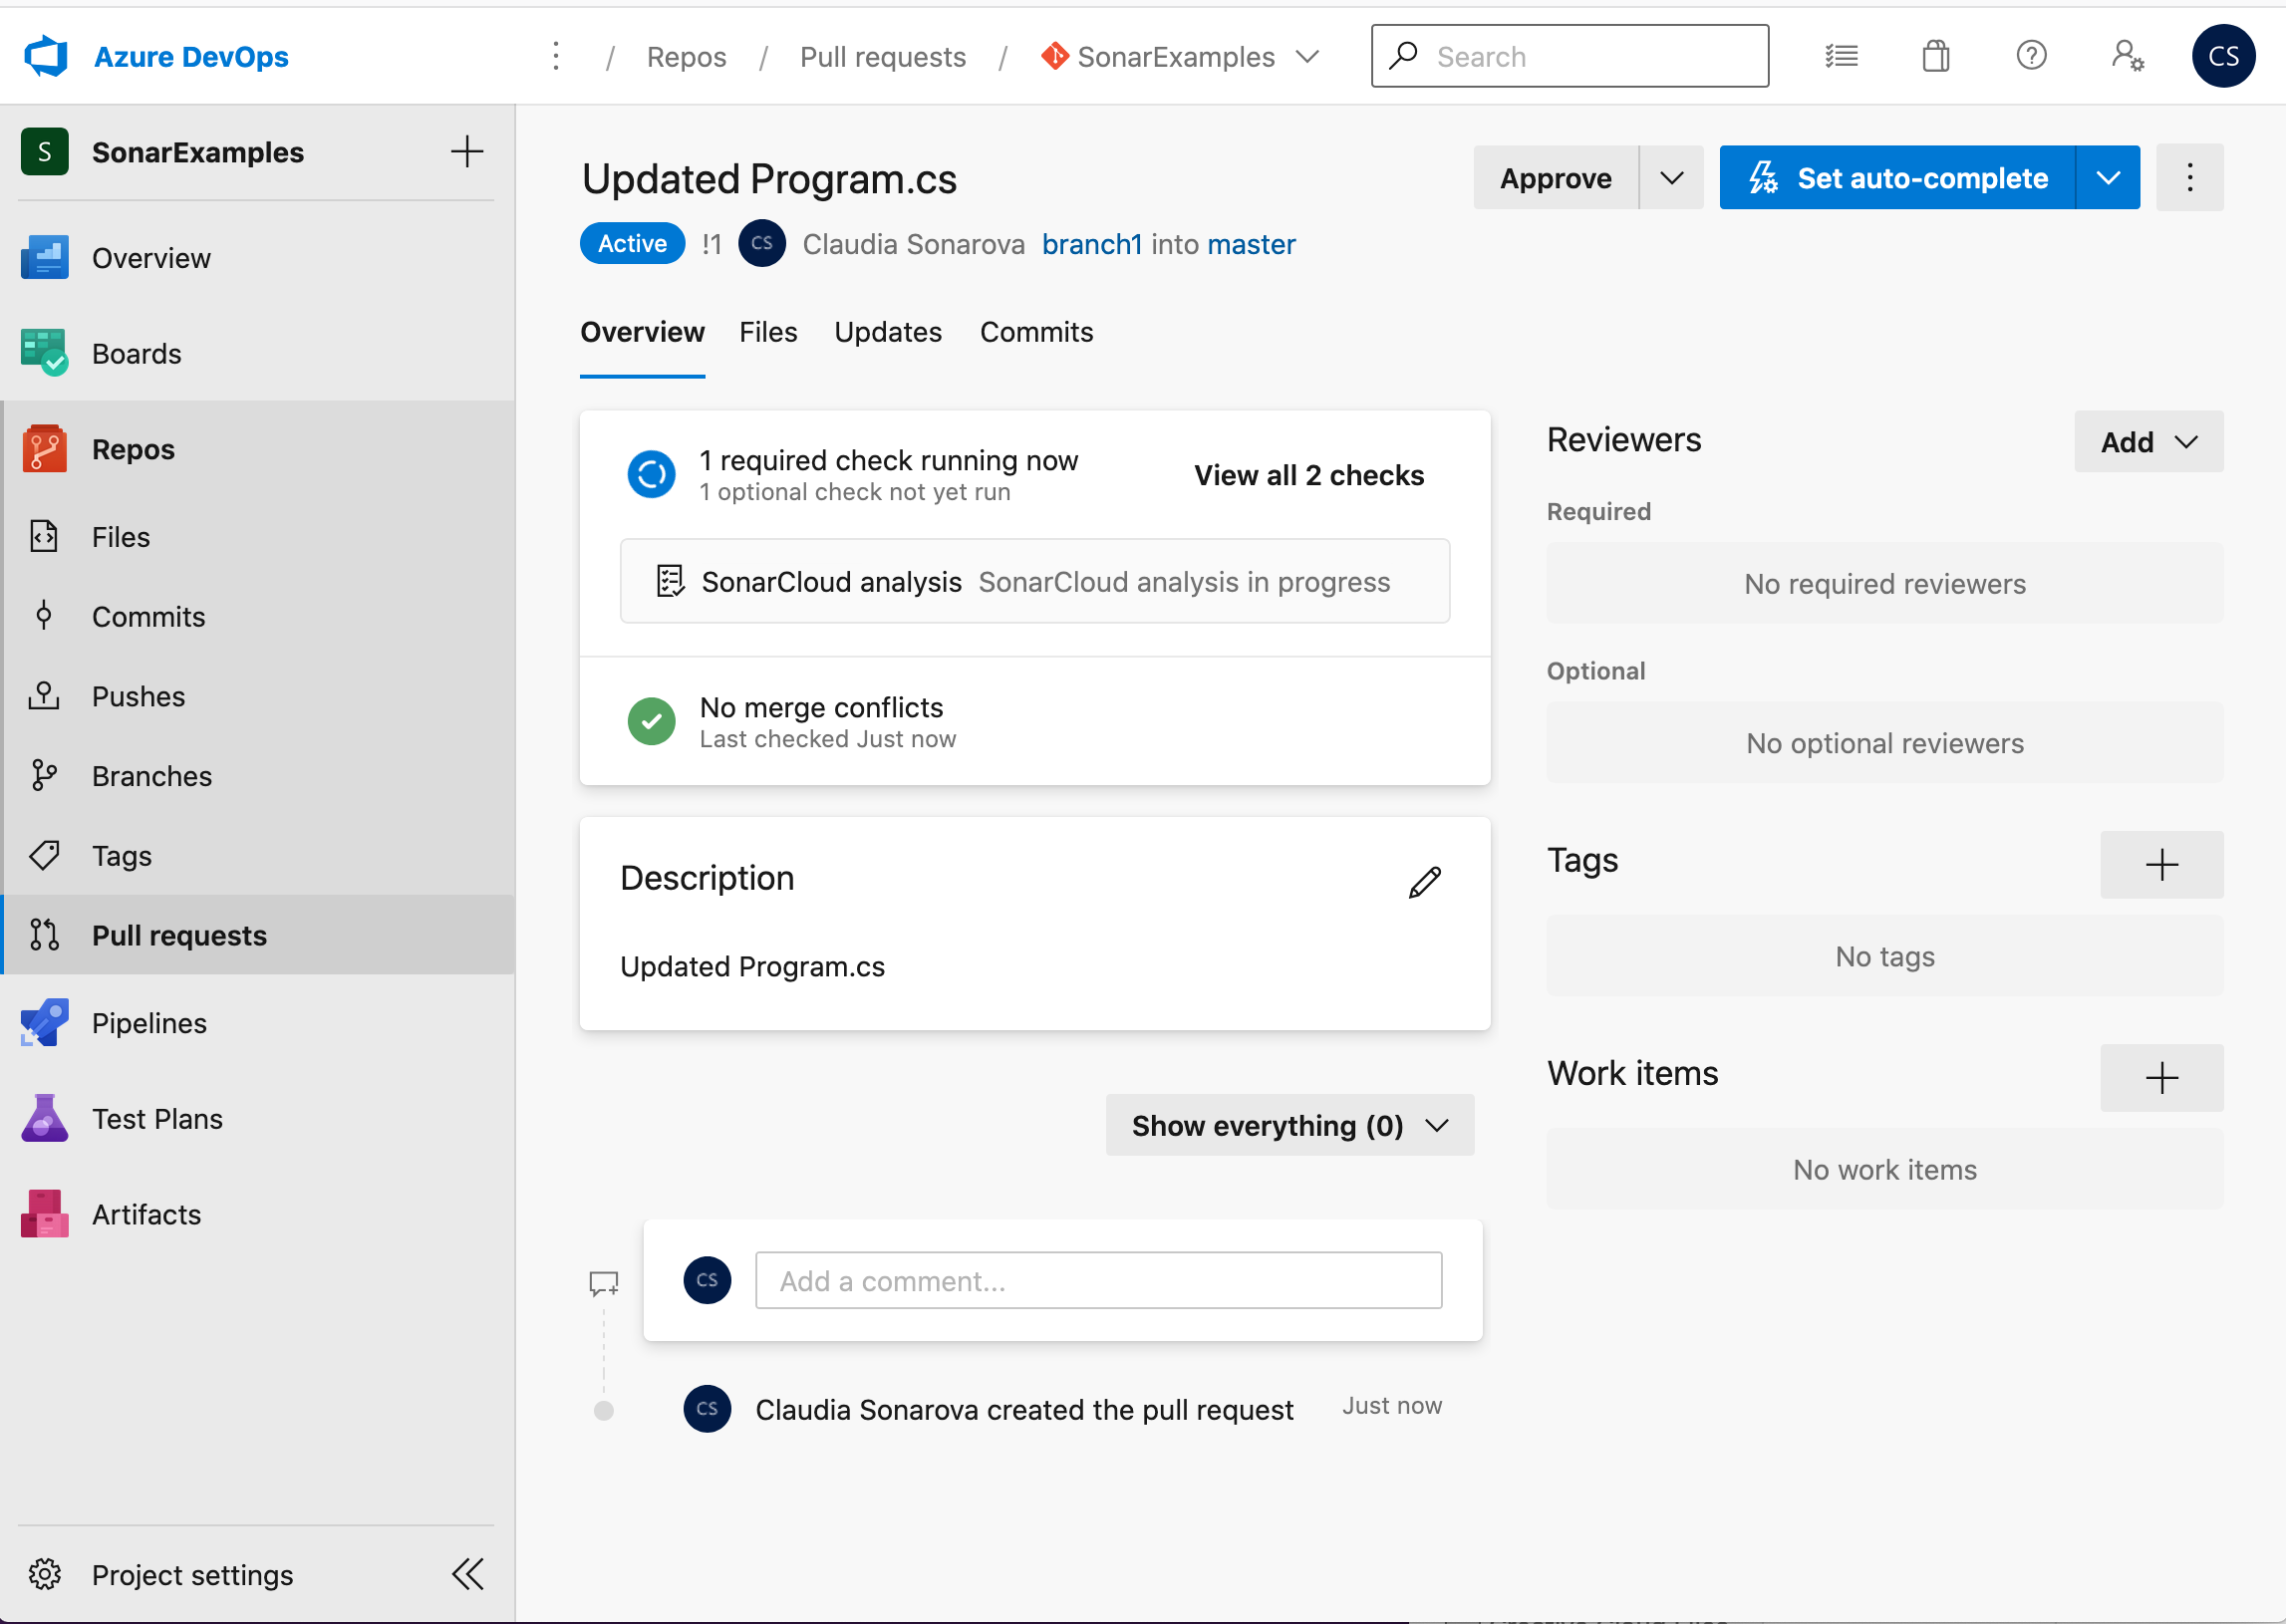 Azure DevOps
/ Repos / Pull requests / SonarExamples
Search
CS
S SonarExamples
Overview
Boards
Repos
Files
Commits
Pushes
Branches
Tags
Pull requests
Pipelines
Test Plans
Artifacts
Project settings
Updated Program.cs
Approve
Set auto-complete
Active !1 CS Claudia Sonarova branch1 into master
Overview Files Updates Commits
1 required check running now
1 optional check not yet run
View all 2 checks
SonarCloud analysis SonarCloud analysis in progress
No merge conflicts
Last checked Just now
Description
Updated Program.cs
Show everything (0)
CS Add a comment...
CS Claudia Sonarova created the pull request Just now
Reviewers
Add
Required
No required reviewers
Optional
No optional reviewers
Tags
No tags
Work items
No work items